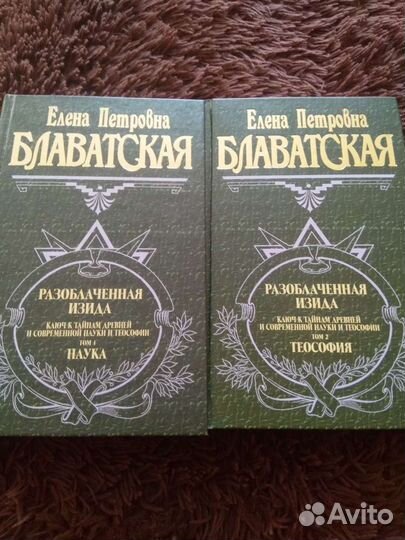 Елена Петровна
БЛАВАТСКАЯ
РАЗОБЛАЧЕННАЯ
ИЗИДА
КЛЮЧ К ТАЙНАМ ДРЕВНЕЙ
И СОВРЕМЕННОЙ НАУКИ И ТЕОСОФИИ
ТОМ 1
НАУКА
Елена Петровна
БЛАВАТСКАЯ
РАЗОБЛАЧЕННАЯ
ИЗИДА
КЛЮЧ К ТАЙНАМ ДРЕВНЕЙ
И СОВРЕМЕННОЙ НАУКИ И ТЕОСОФИИ
ТОМ 2
ТЕОСОФИЯ
Avito